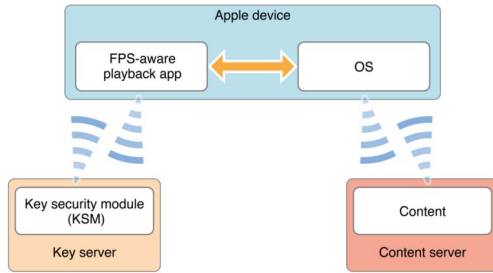 Apple device
FPS-aware
playback app
OS
Key security module
(KSM)
Key server
Content
Content server